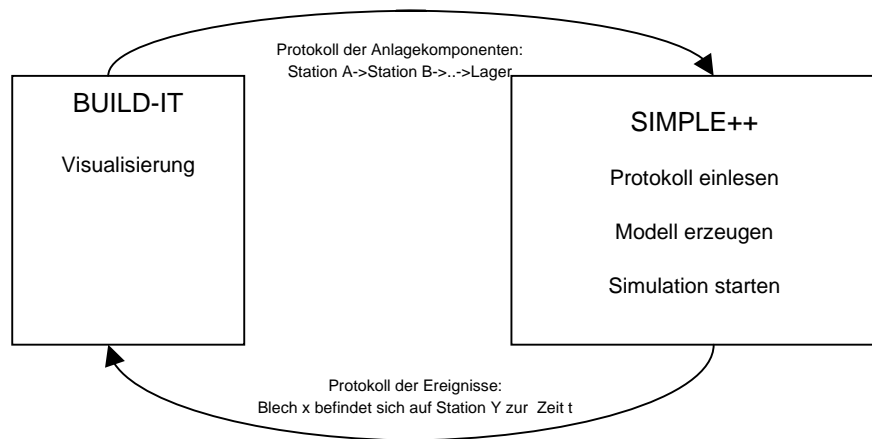 Protokoll der Anlagekomponenten:
Station A->Station B->..->Lager
BUILD-IT
Visualisierung
SIMPLE++
Protokoll einlesen
Modell erzeugen
Simulation starten
Protokoll der Ereignisse:
Blech x befindet sich auf Station Y zur Zeit t